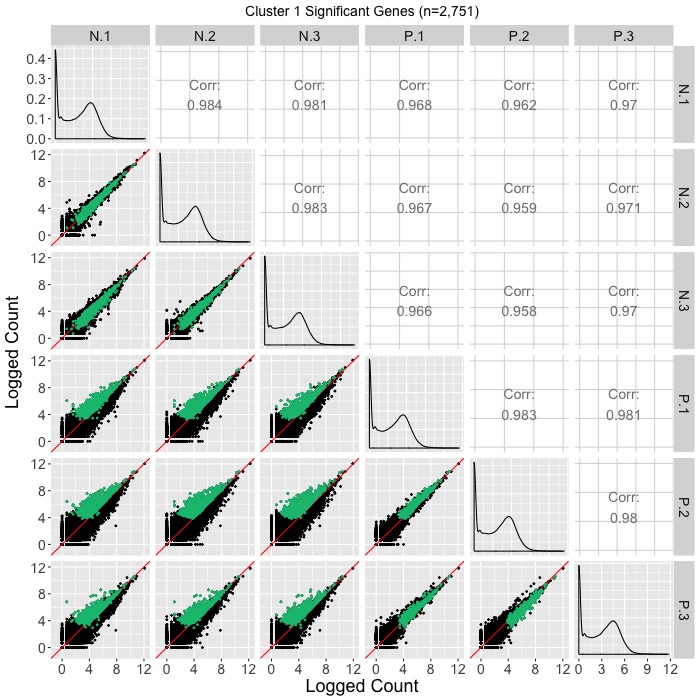 Cluster 1 Significant Genes (n=2,751)
N.1 N.2 N.3 P.1 P.2 P.3
0.4
0.3
0.2
0.1
0.0
Corr: Corr: Corr: Corr: Corr:
0.984 0.981 0.968 0.962 0.97
N.1
12
8
4
0
Corr: Corr: Corr: Corr:
0.983 0.967 0.959 0.971
N.2
12
8
4
0
Corr: Corr: Corr:
0.966 0.958 0.97
N.3
Logged Count
12
8
4
0
Corr: Corr:
0.983 0.981
P.1
12
8
4
0
Corr:
0.98
P.2
12
8
4
0
P.3
0 4 8 12 0 4 8 12 0 4 8 12 0 4 8 12 0 4 8 12 0 3 6 9 12
Logged Count